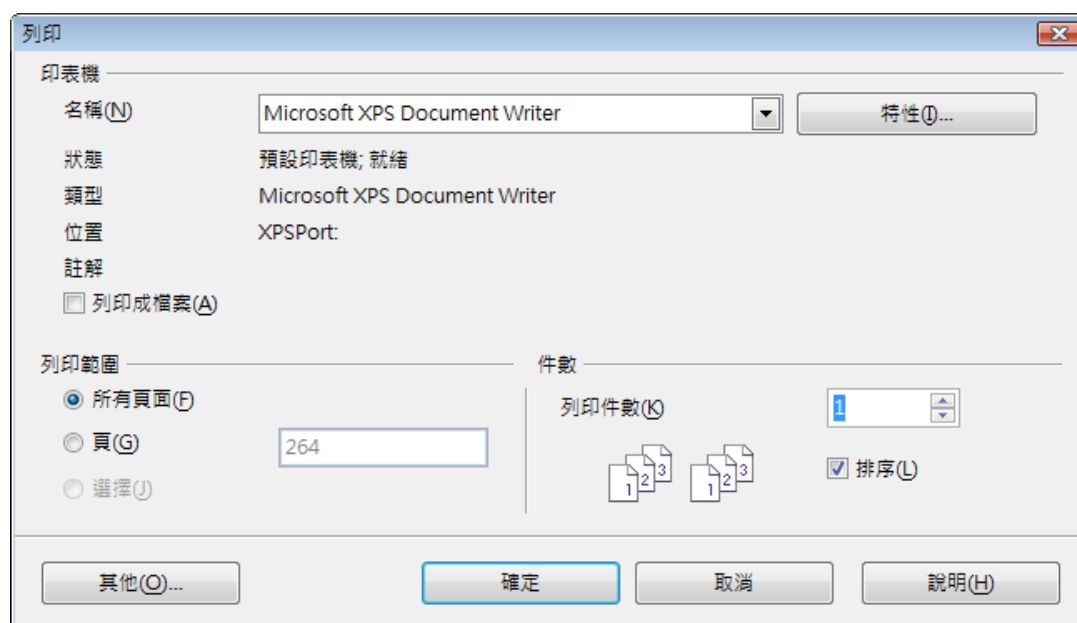 列印
印表機
名稱(N) Microsoft XPS Document Writer 特性(I)...
狀態 預設印表機; 就緒
類型 Microsoft XPS Document Writer
位置 XPSPort:
註解
列印成檔案(A)
列印範圍 件數
所有頁面(F) 列印件數(K) 1
頁(G) 264
1 2 3 1 2 3 排序(L)
選擇(J)
其他(O)... 確定 取消 說明(H)